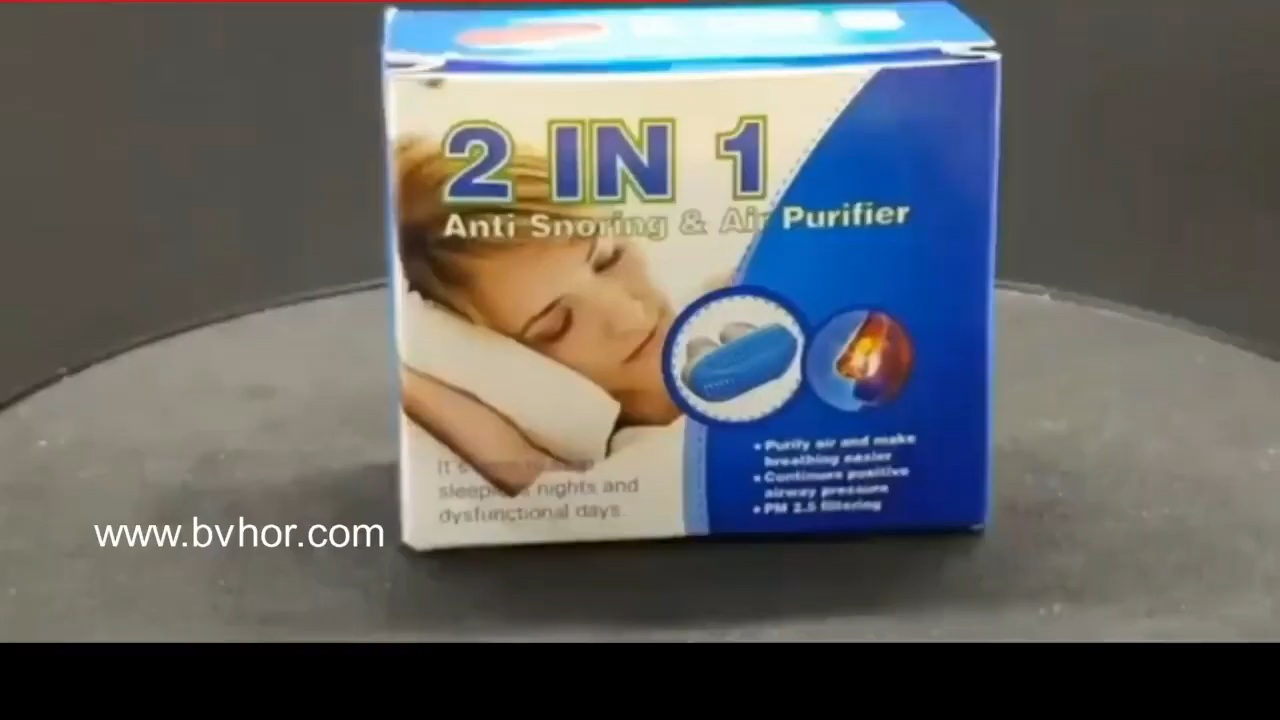 2 IN 1
Anti Snoring & Air Purifier
• Purify air and make
breathing easier
• Continues positive
airway pressure
• PM 2.5 filtering
It's
nights and
dysfunctional days.
www.bvhor.com